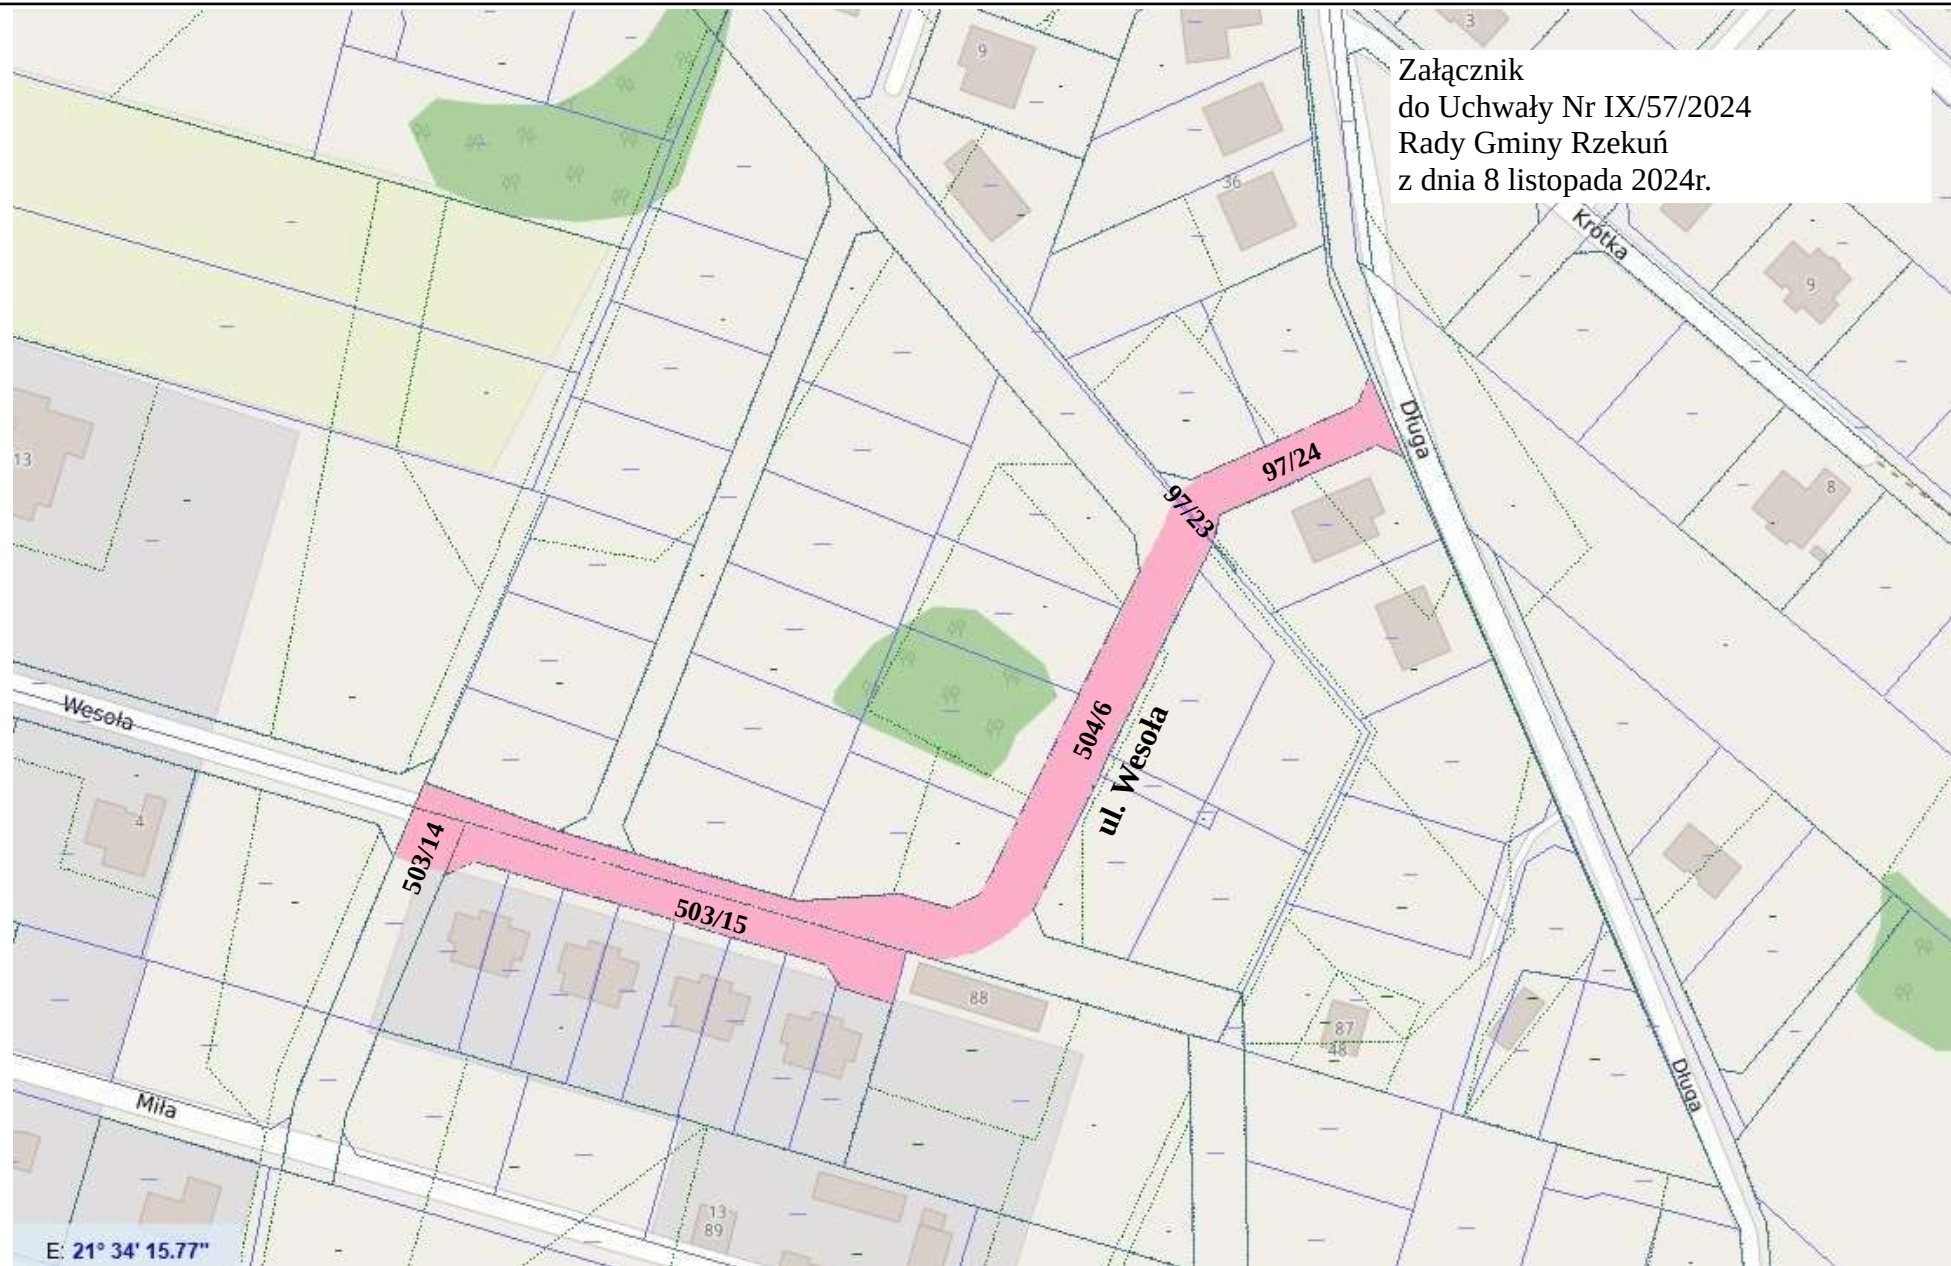 Załącznik
do Uchwały Nr IX/57/2024
Rady Gminy Rzekuń
z dnia 8 listopada 2024r.
3
9
36
Krótka
9
Długa
97/24
97/23
8
13
Wesoła
504/6
ul. Wesoła
4
503/14
503/15
88
87
48
Długa
Miła
13
89
E: 21° 34' 15.77"